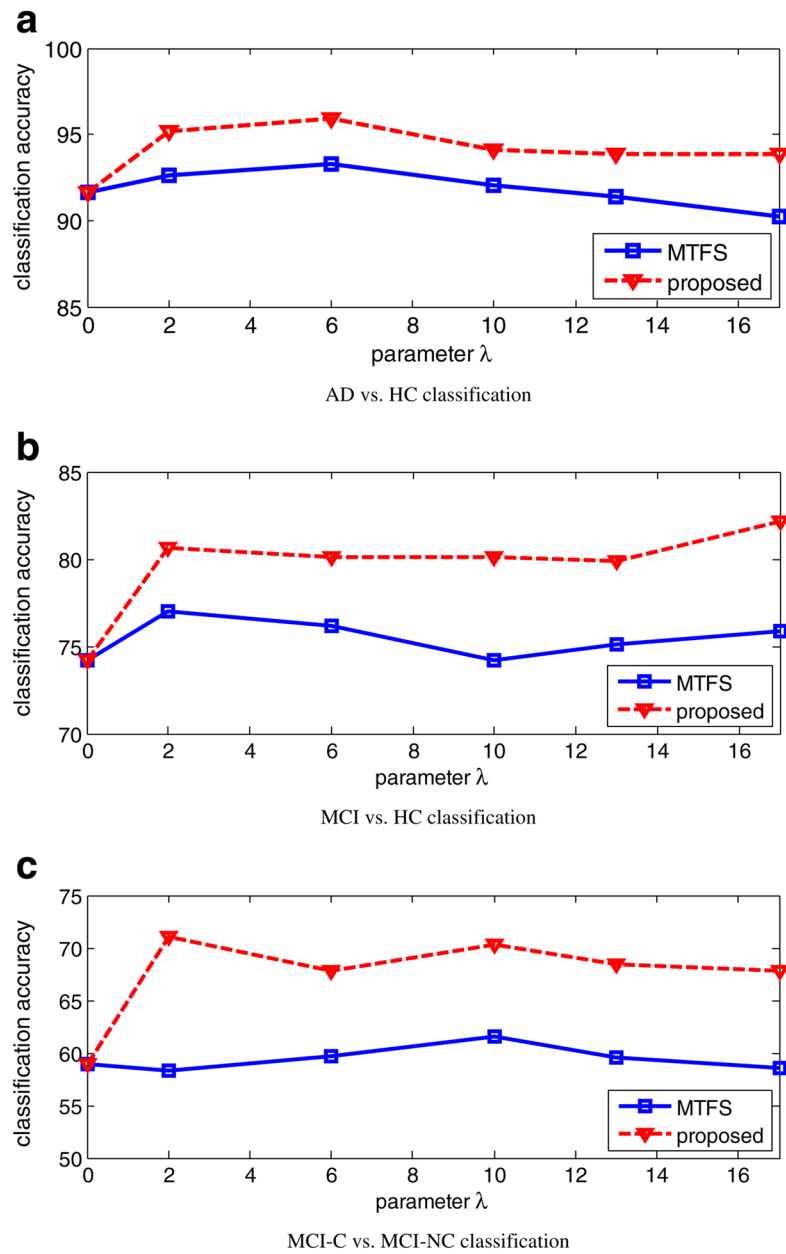 a
100
95
90
85
classification accuracy
MTFS
proposed
0 2 4 6 8 10 12 14 16
parameter λ
AD vs. HC classification
b
85
80
75
70
classification accuracy
MTFS
proposed
0 2 4 6 8 10 12 14 16
parameter λ
MCI vs. HC classification
c
75
70
65
60
55
50
classification accuracy
MTFS
proposed
0 2 4 6 8 10 12 14 16
parameter λ
MCI-C vs. MCI-NC classification